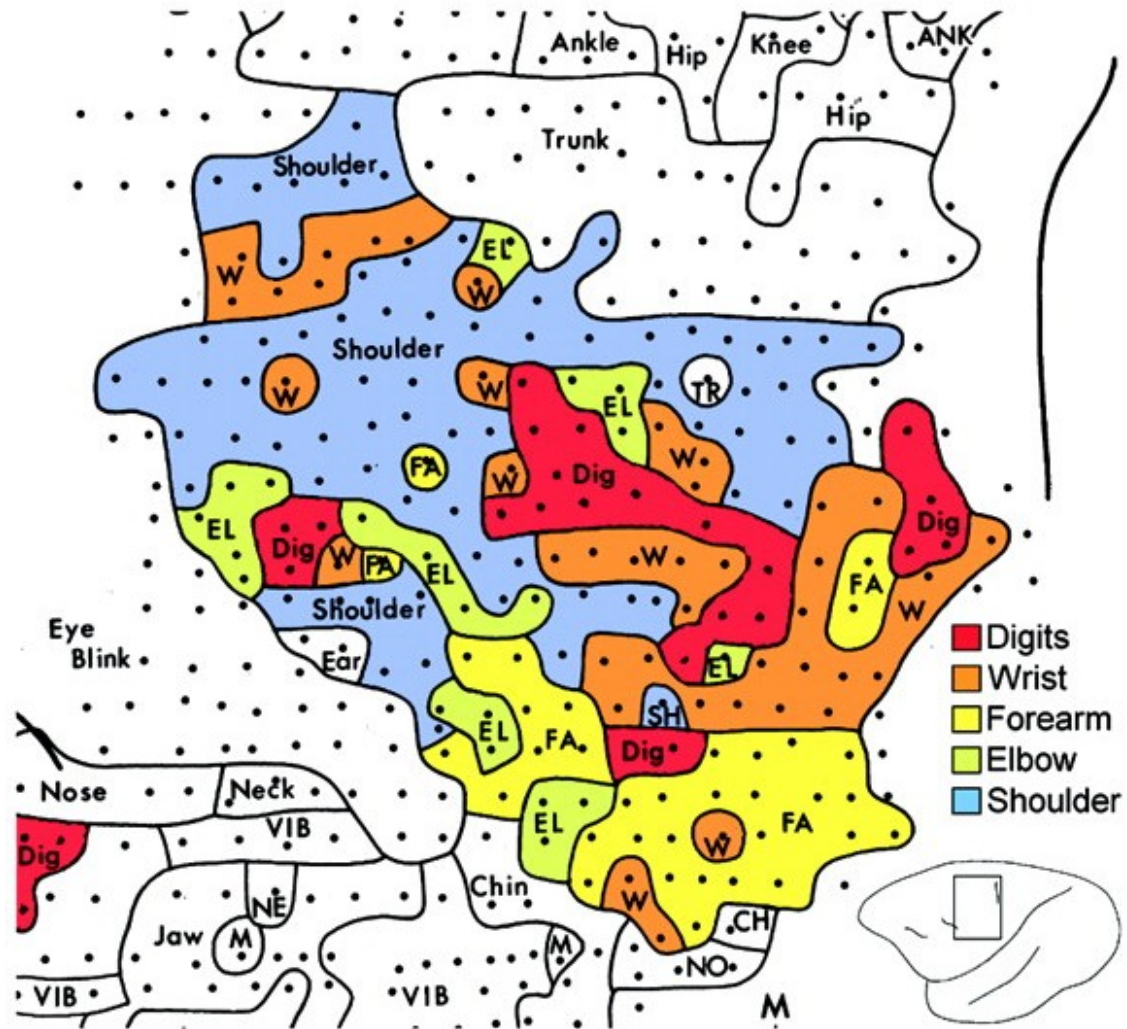 Ankle
Hip
Knee
ANK
Hip
Trunk
Shoulder
EL
W
W
Shoulder
W
W
TR
EL
W
FA
W
Dig
Dig
EL
Dig
W
FA
EL
W
FA
W
Shoulder
Eye
Blink
Ear
EL
SH
EL
FA
Dig
Digits
Wrist
Forearm
Elbow
Shoulder
Nose
Neck
VIB
EL
W
FA
Dig
Chin
W
NE
CH
Jaw
M
M
NO
VIB
VIB
M